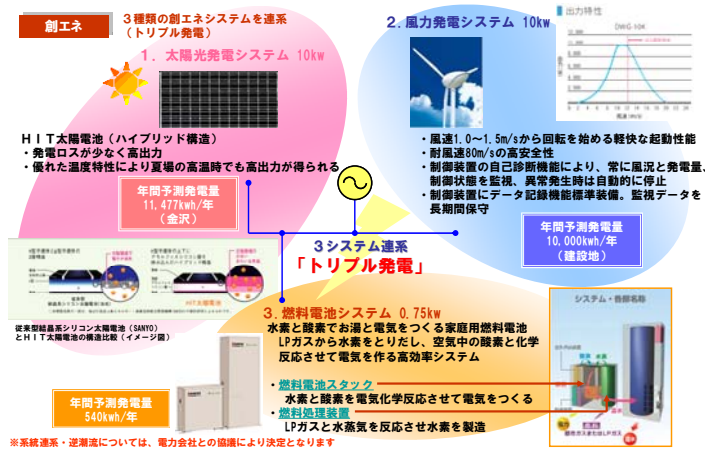 創エネ
3種類の創エネシステムを連系
(トリプル発電)
1. 太陽光発電システム 10kw
HIT太陽電池(ハイブリッド構造)
・発電ロスが少なく高出力
・優れた温度特性により夏場の高温時でも高出力が得られる
年間予測発電量
11,477kwh/年
(金沢)
従来型結晶系シリコン太陽電池(SANYO)
とHIT太陽電池の構造比較(イメージ図)
2.風力発電システム 10kw
出力特性
・風速1.0~1.5m/sから回転を始める軽快な起動性能
・耐風速80m/sの高安全性
・制御装置の自己診断機能により、常に風況と発電量、
制御状態を監視、異常発生時は自動的に停止
・制御装置にデータ記録機能標準装備。監視データを
長期間保守
年間予測発電量
10,000kwh/年
(建設地)
3システム連系
「トリプル発電」
3.燃料電池システム 0.75kw
水素と酸素でお湯と電気をつくる家庭用燃料電池
LPガスから水素をとりだし、空気中の酸素と化学
反応させて電気を作る高効率システム
・燃料電池スタック
水素と酸素を電気化学反応させて電気をつくる
・燃料処理装置
LPガスと水蒸気を反応させ水素を製造
年間予測発電量
540kwh/年
システム・各部名称
※系統連系・逆潮流については、電力会社との協議により決定となります